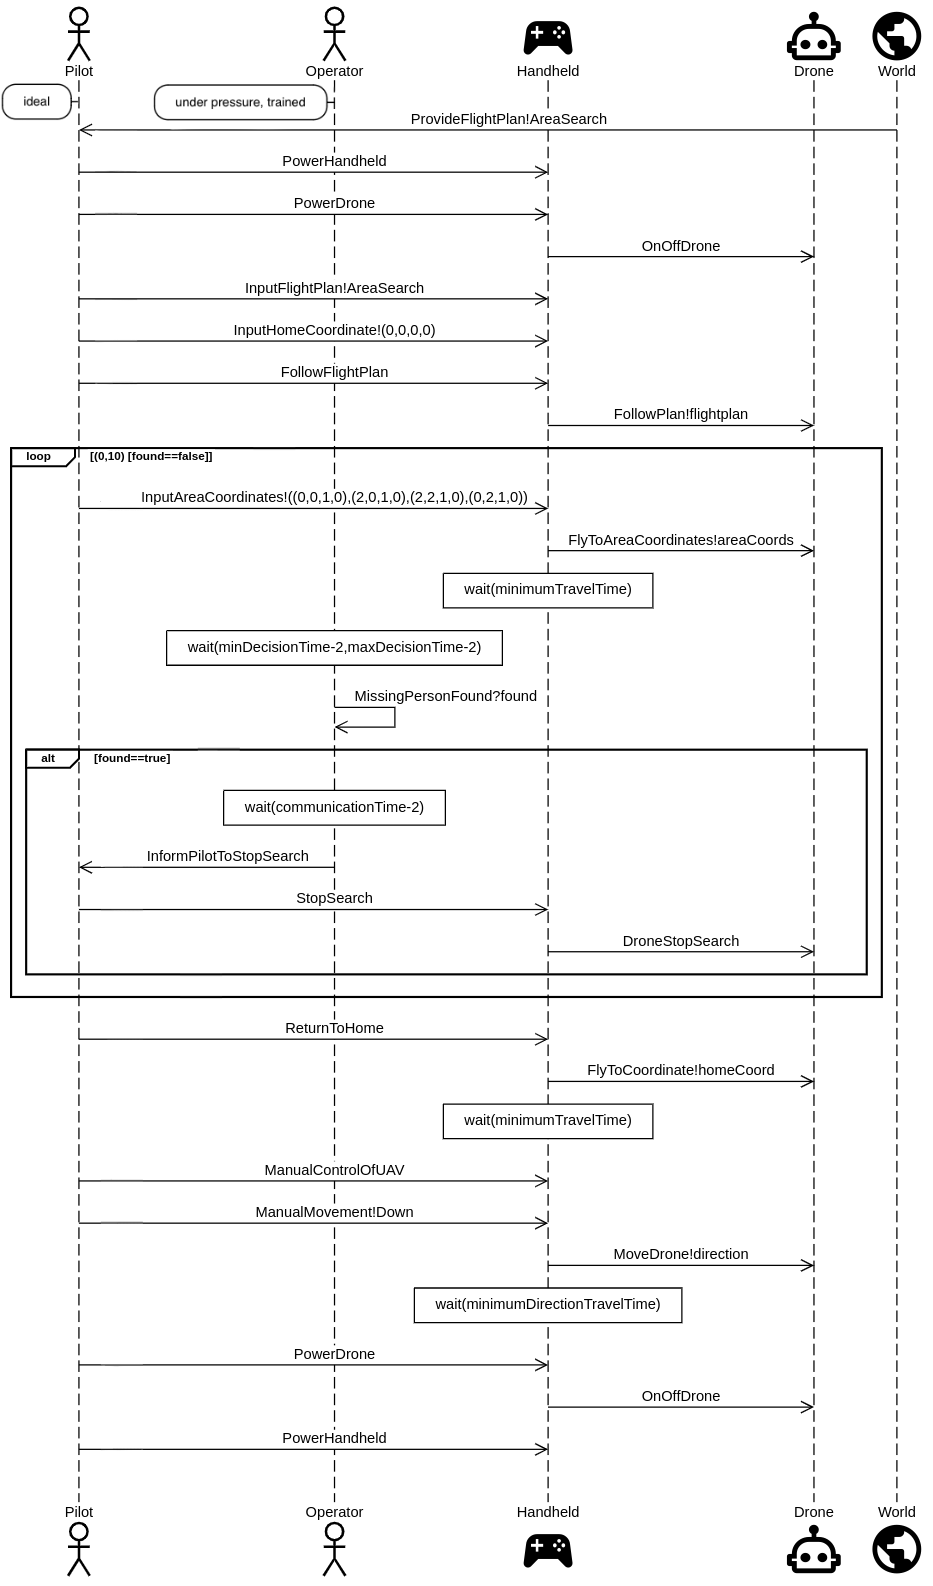 Pilot
Operator
Handheld
Drone
World
ideal
under pressure, trained
ProvideFlightPlan!AreaSearch
PowerHandheld
PowerDrone
OnOffDrone
InputFlightPlan!AreaSearch
InputHomeCoordinate!(0,0,0,0)
FollowFlightPlan
FollowPlan!flightplan
loop
[(0,10) [found==false]]
InputAreaCoordinates!((0,0,1,0),(2,0,1,0),(2,2,1,0),(0,2,1,0))
FlyToAreaCoordinates!areaCoords
wait(minimumTravelTime)
wait(minDecisionTime-2,maxDecisionTime-2)
MissingPersonFound?found
alt
[found==true]
wait(communicationTime-2)
InformPilotToStopSearch
StopSearch
DroneStopSearch
ReturnToHome
FlyToCoordinate!homeCoord
wait(minimumTravelTime)
ManualControlOfUAV
ManualMovement!Down
MoveDrone!direction
wait(minimumDirectionTravelTime)
PowerDrone
OnOffDrone
PowerHandheld
Pilot
Operator
Handheld
Drone
World